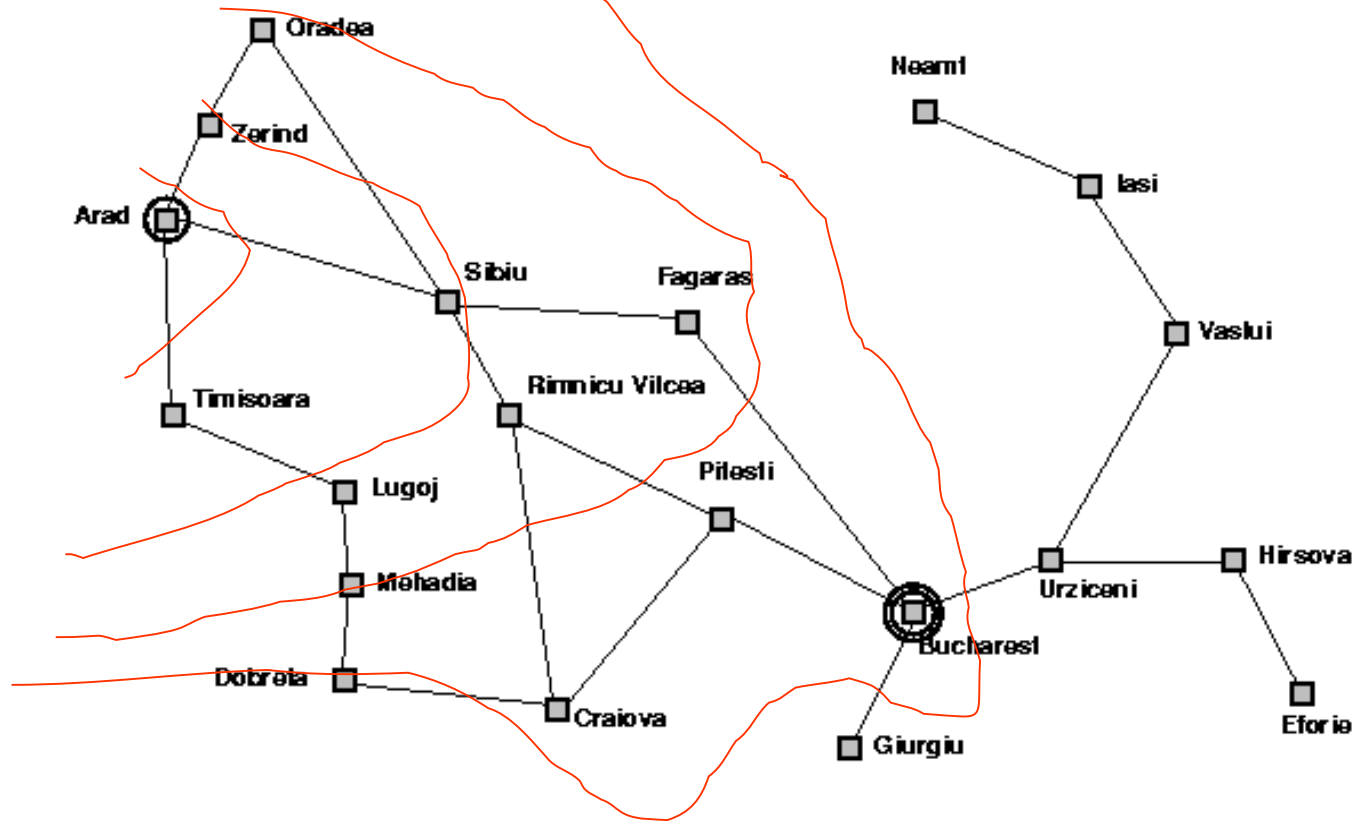 Oradea
Neamt
Zerind
Iasi
Arad
Sibiu
Fagaras
Vaslui
Rimnicu Vilcea
Timisoara
Pitesti
Lugoj
Hirsova
Mehadia
Urziceni
Bucharest
Dobreta
Craiova
Giurgiu
Eforie